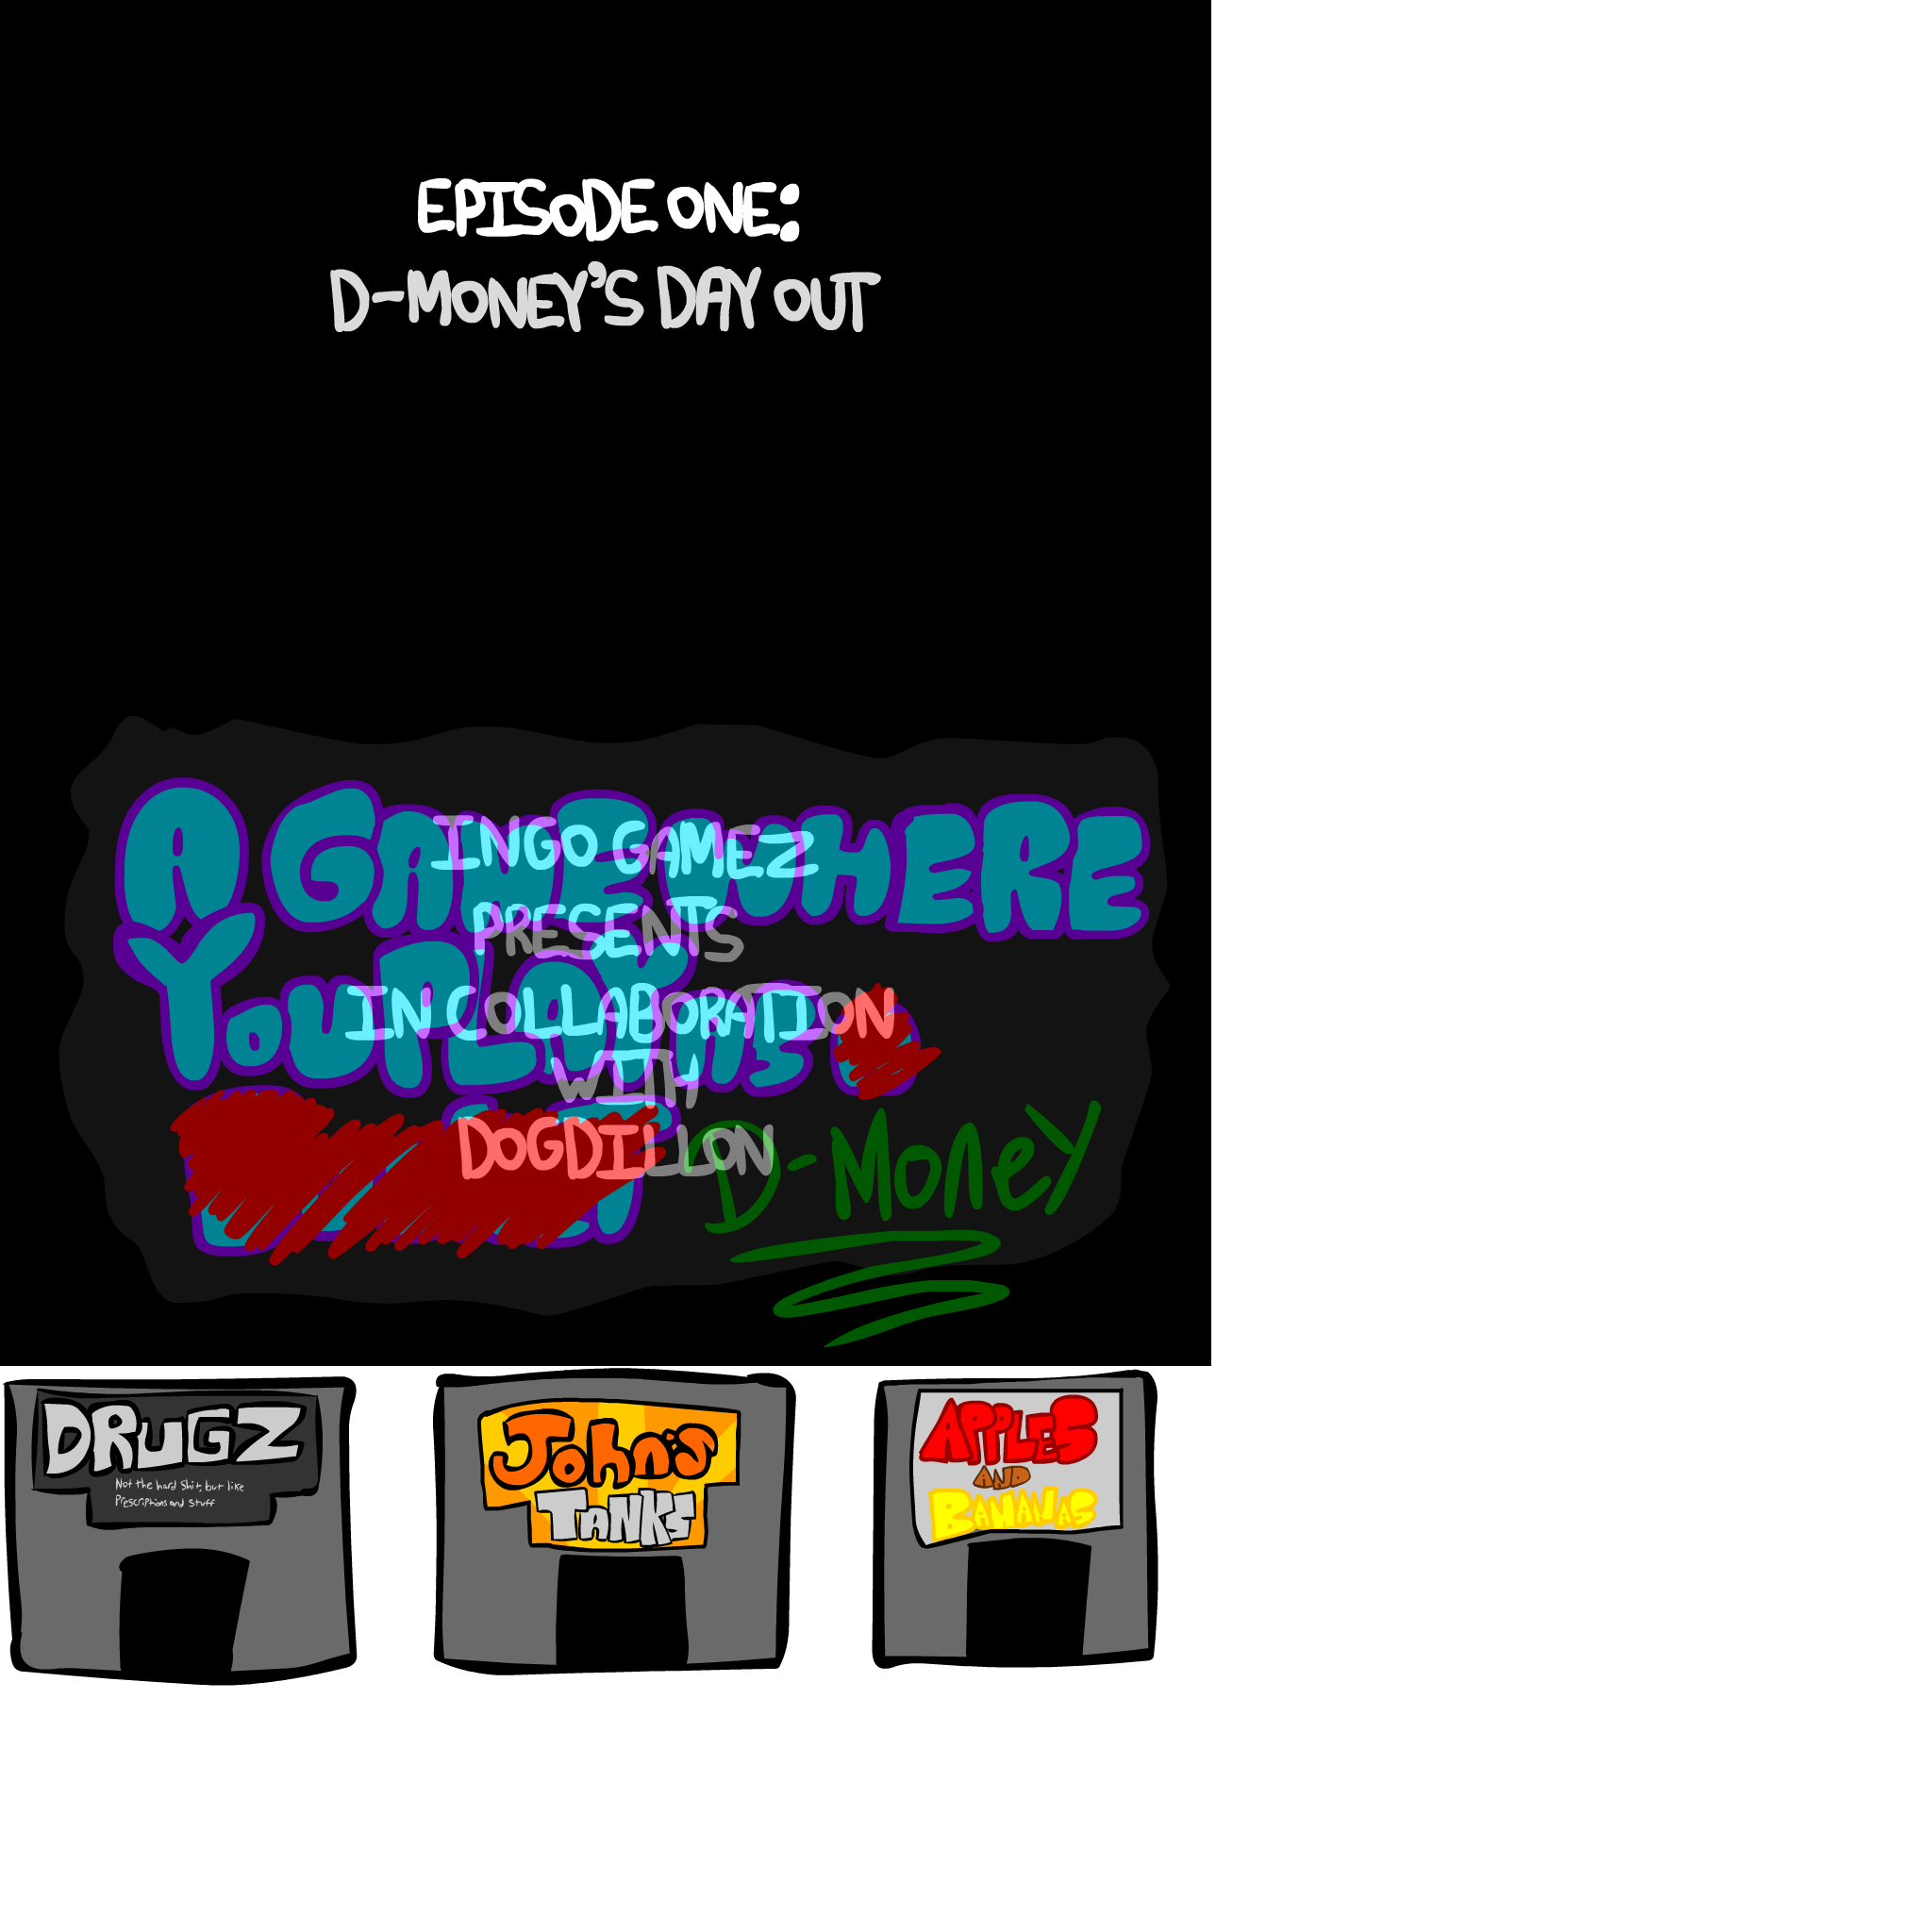 EPISODE ONE:
D-MONEY'S DAY OUT
A GAME WHERE
YOU PLAY AS A
INGO GAMEZ
PRESENTS
IN COLLABORATION
WITH
DOGDILLON
D-MONEY
DRUGZ
Not the hard shit, but like
Prescriptions and stuff
John's
TANKS
APPLES
AND
BANANAS